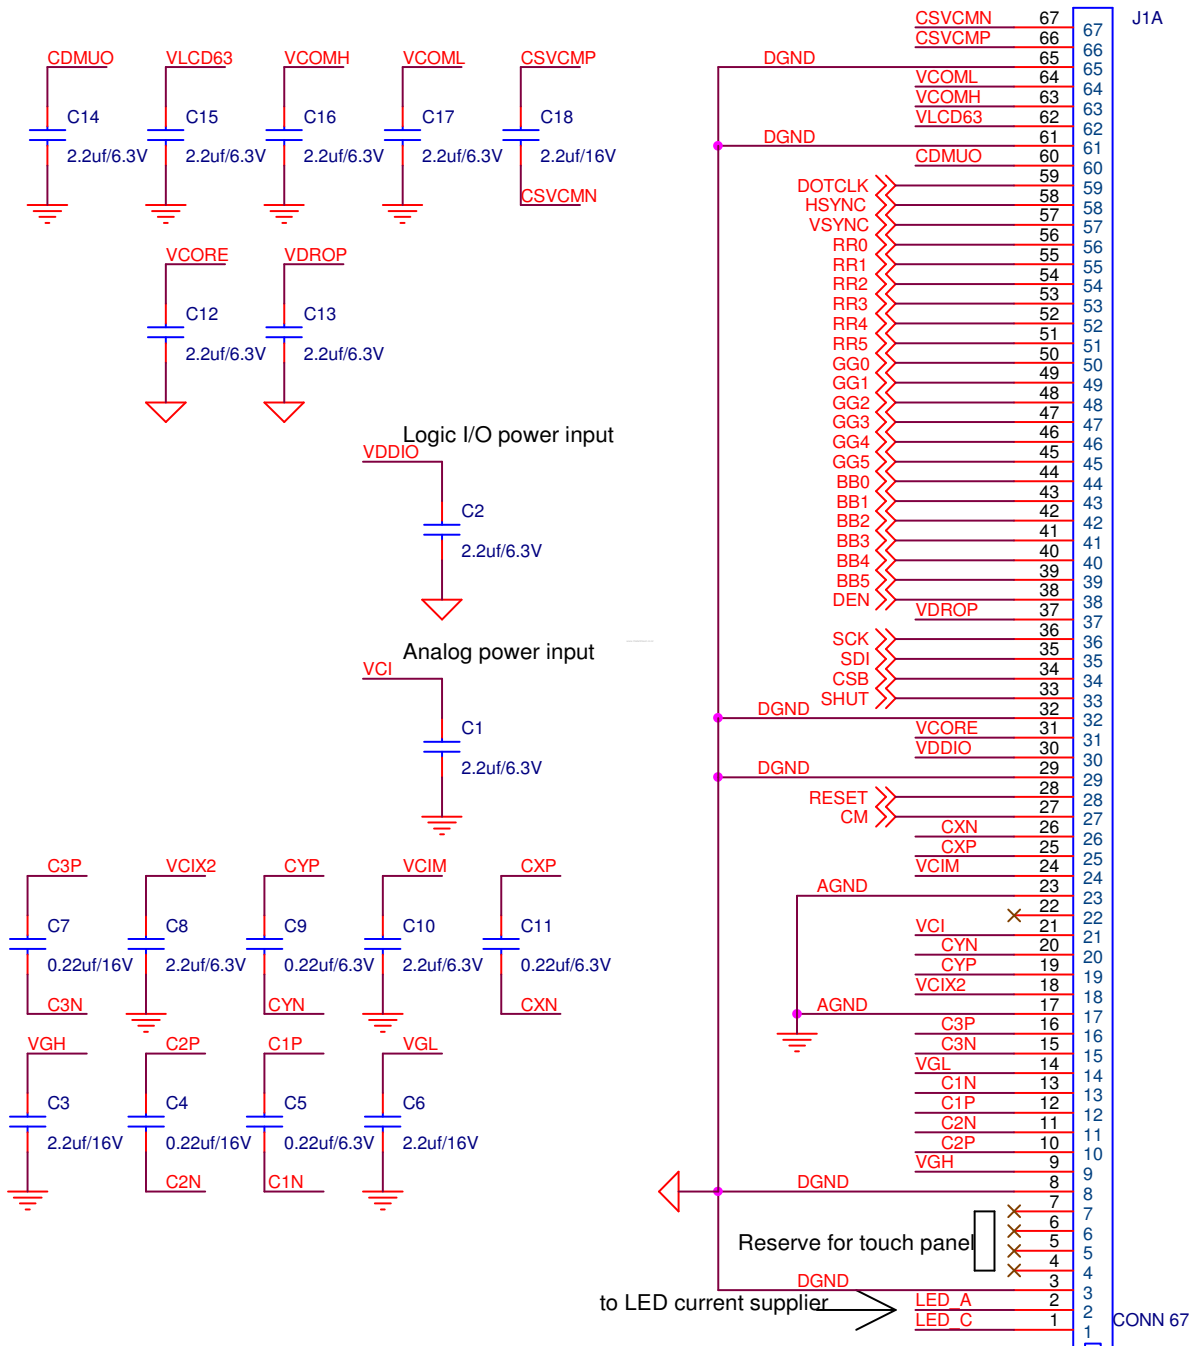 CDMUO
C14
2.2uf/6.3V
VLCD63
C15
2.2uf/6.3V
VCOMH
C16
2.2uf/6.3V
VCOML
C17
2.2uf/6.3V
CSVCMP
C18
2.2uf/16V
CSVCMN
VCORE
C12
2.2uf/6.3V
VDROP
C13
2.2uf/6.3V
Logic I/O power input
VDDIO
C2
2.2uf/6.3V
Analog power input
VCI
C1
2.2uf/6.3V
C3P
C7
0.22uf/16V
C3N
VCIX2
C8
2.2uf/6.3V
CYP
C9
0.22uf/6.3V
CYN
VCIM
C10
2.2uf/6.3V
CXP
C11
0.22uf/6.3V
CXN
VGH
C3
2.2uf/16V
C2P
C4
0.22uf/16V
C2N
C1P
C5
0.22uf/6.3V
C1N
VGL
C6
2.2uf/16V
J1A
CSVCMN 67 67
CSVCMP 66 66
DGND 65 65
VCOML 64 64
VCOMH 63 63
VLCD63 62 62
DGND 61 61
CDMUO 60 60
DOTCLK 59 59
HSYNC 58 58
VSYNC 57 57
RR0 56 56
RR1 55 55
RR2 54 54
RR3 53 53
RR4 52 52
RR5 51 51
GG0 50 50
GG1 49 49
GG2 48 48
GG3 47 47
GG4 46 46
GG5 45 45
BB0 44 44
BB1 43 43
BB2 42 42
BB3 41 41
BB4 40 40
BB5 39 39
DEN 38 38
VDROP 37 37
SCK 36 36
SDI 35 35
CSB 34 34
SHUT 33 33
DGND 32 32
VCORE 31 31
VDDIO 30 30
DGND 29 29
RESET 28 28
CM 27 27
CXN 26 26
CXP 25 25
VCIM 24 24
AGND 23 23
22 22
VCI 21 21
CYN 20 20
CYP 19 19
VCIX2 18 18
AGND 17 17
C3P 16 16
C3N 15 15
VGL 14 14
C1N 13 13
C1P 12 12
C2N 11 11
C2P 10 10
VGH 9 9
DGND 8 8
7 7
6 6
Reserve for touch panel
5 5
4 4
DGND 3 3
to LED current supplier
LED_A 2 2
LED_C 1 1
CONN 67